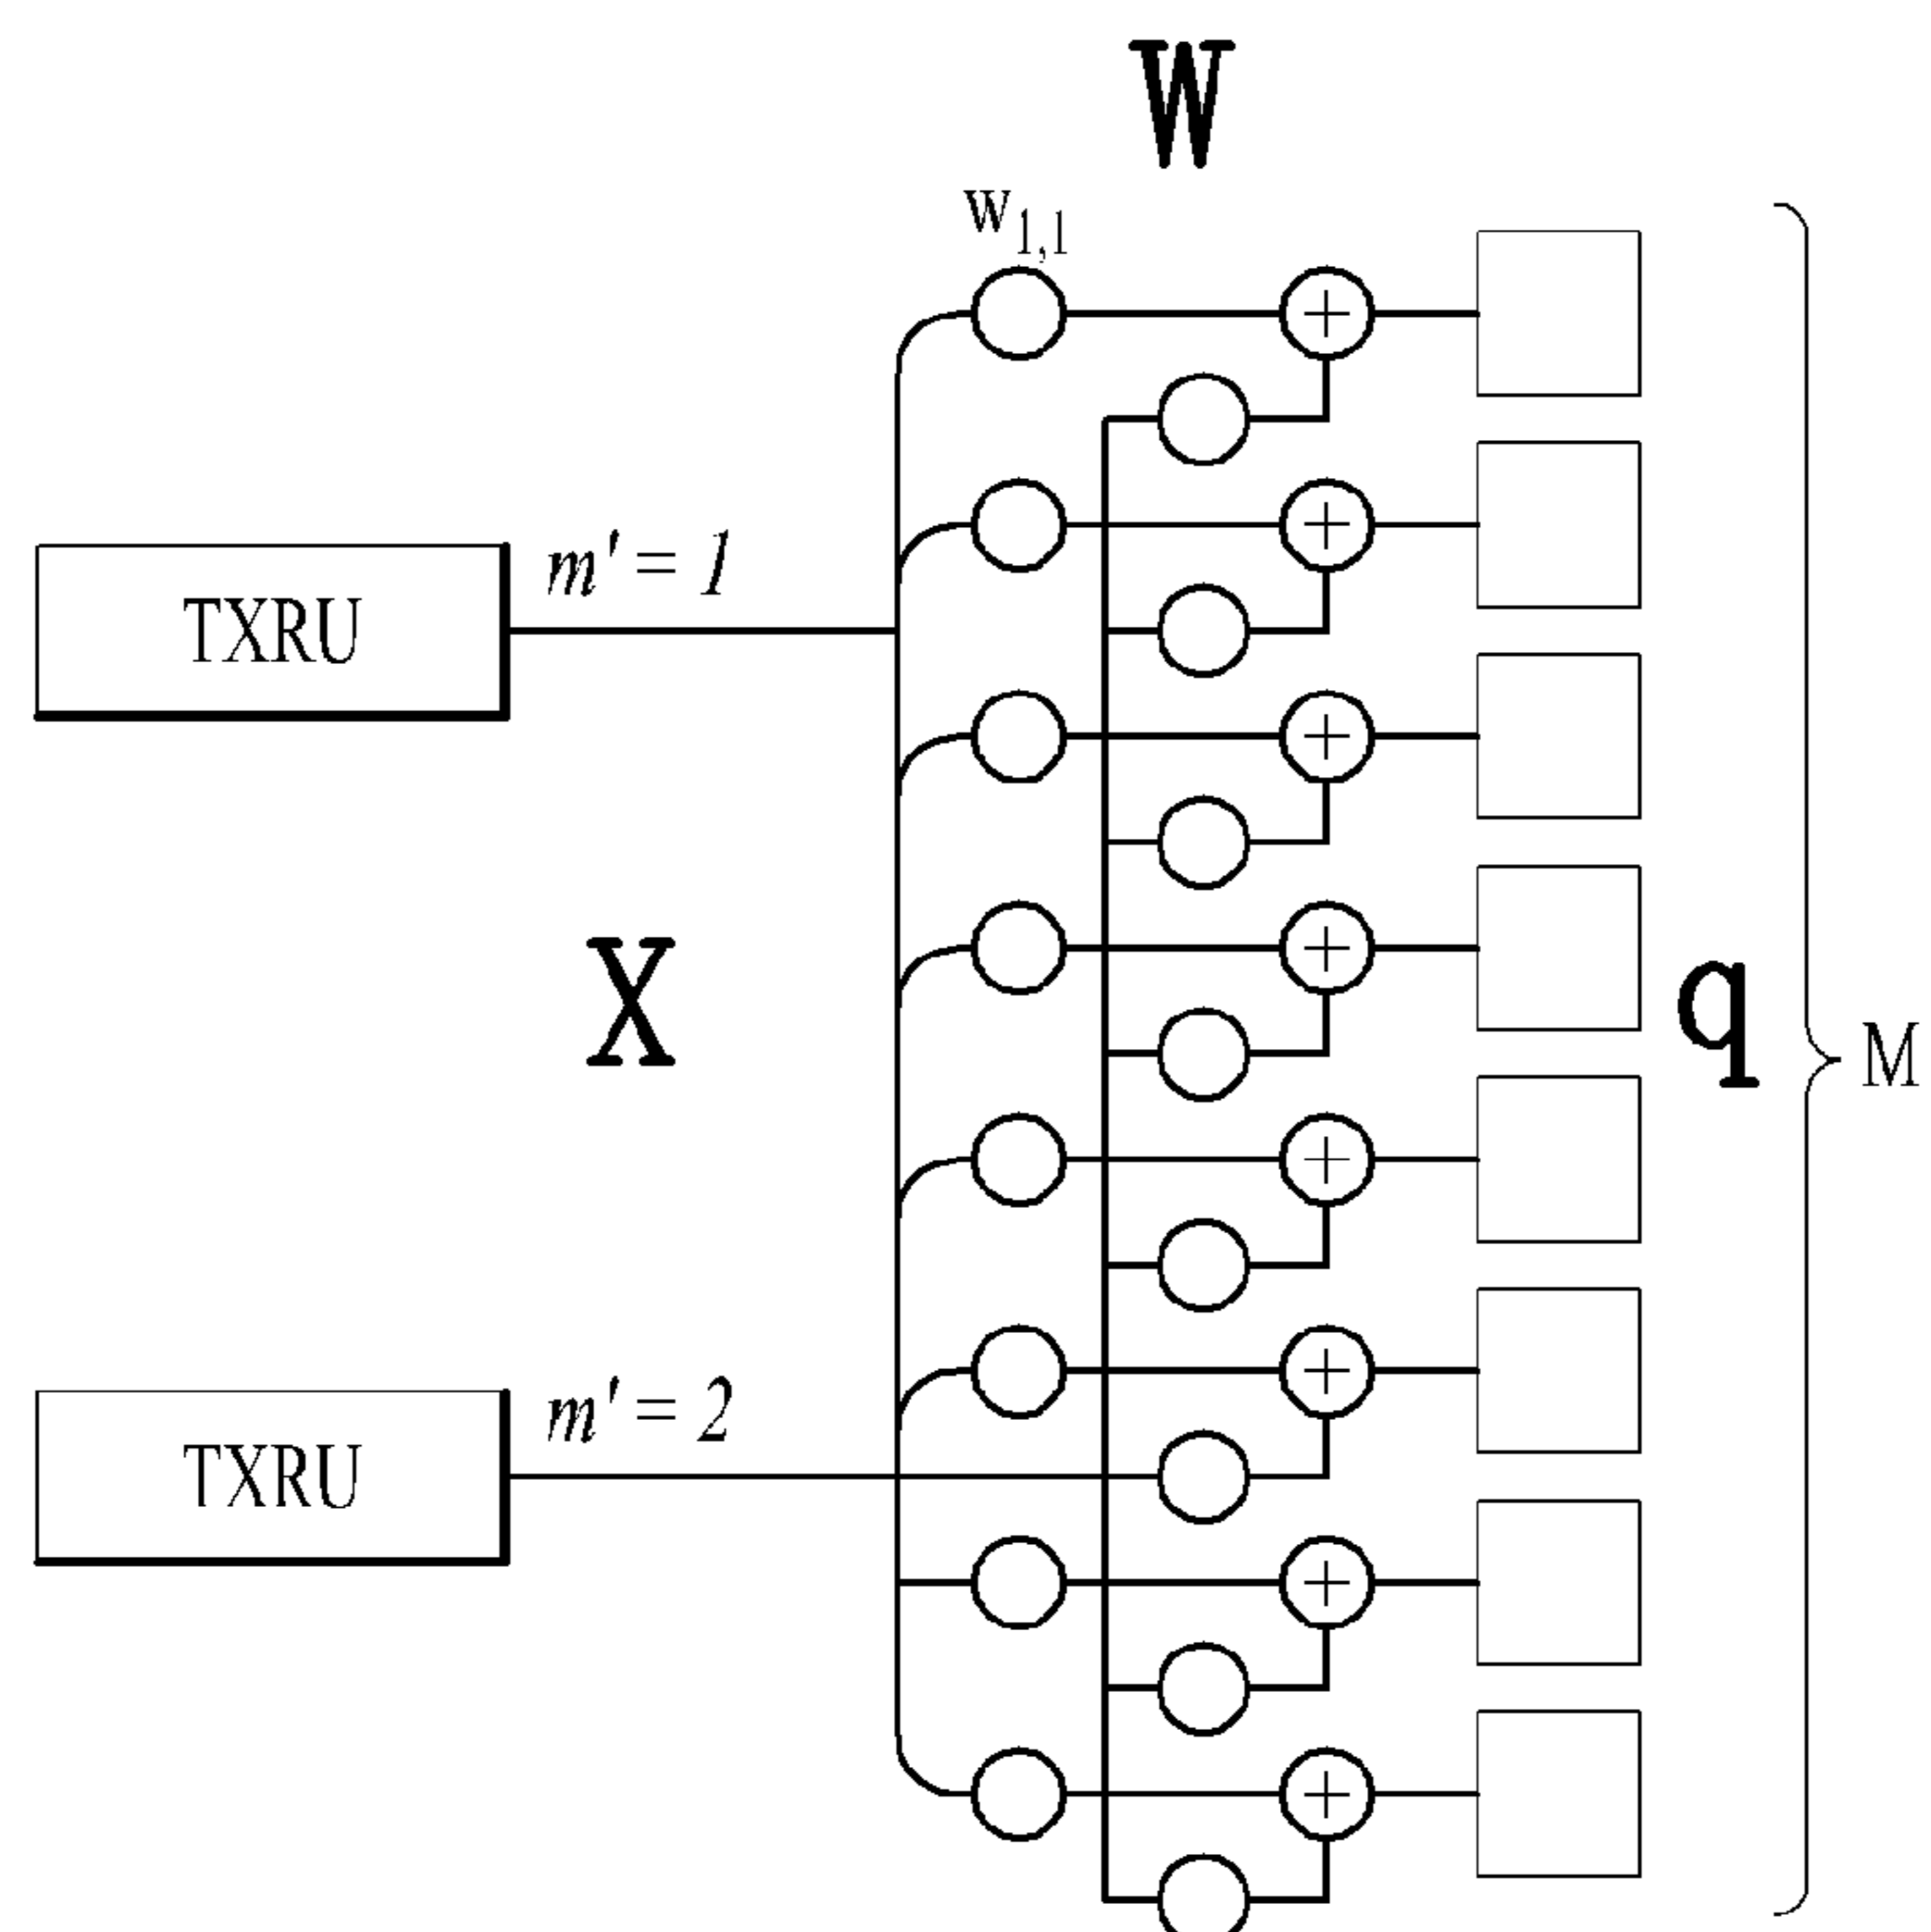 W
w1,1
m' = 1
TXRU
X
q
M
m' = 2
TXRU